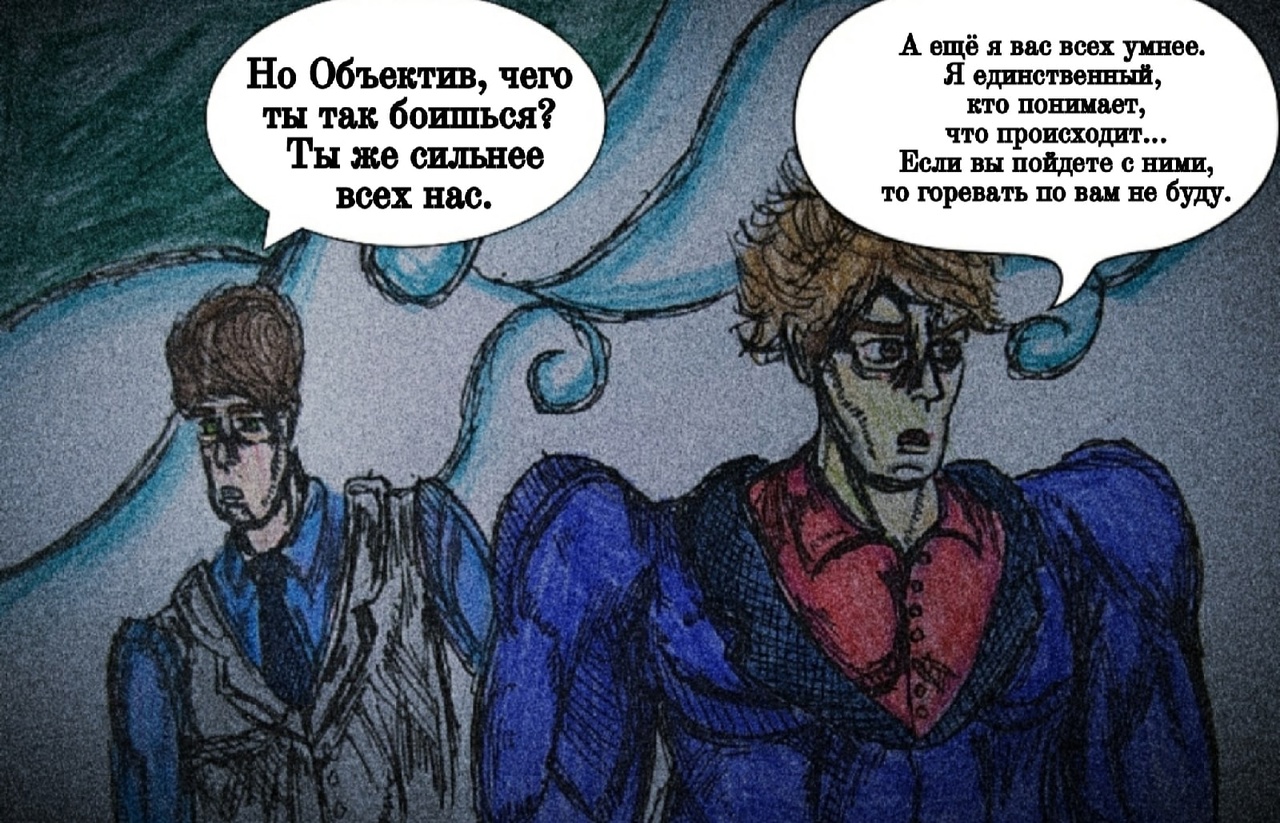 Но Объектив, чего
ты так боишься?
Ты же сильнее
всех нас.
А ещё я вас всех умнее.
Я единственный,
кто понимает,
что происходит...
Если вы пойдете с ними,
то горевать по вам не буду.